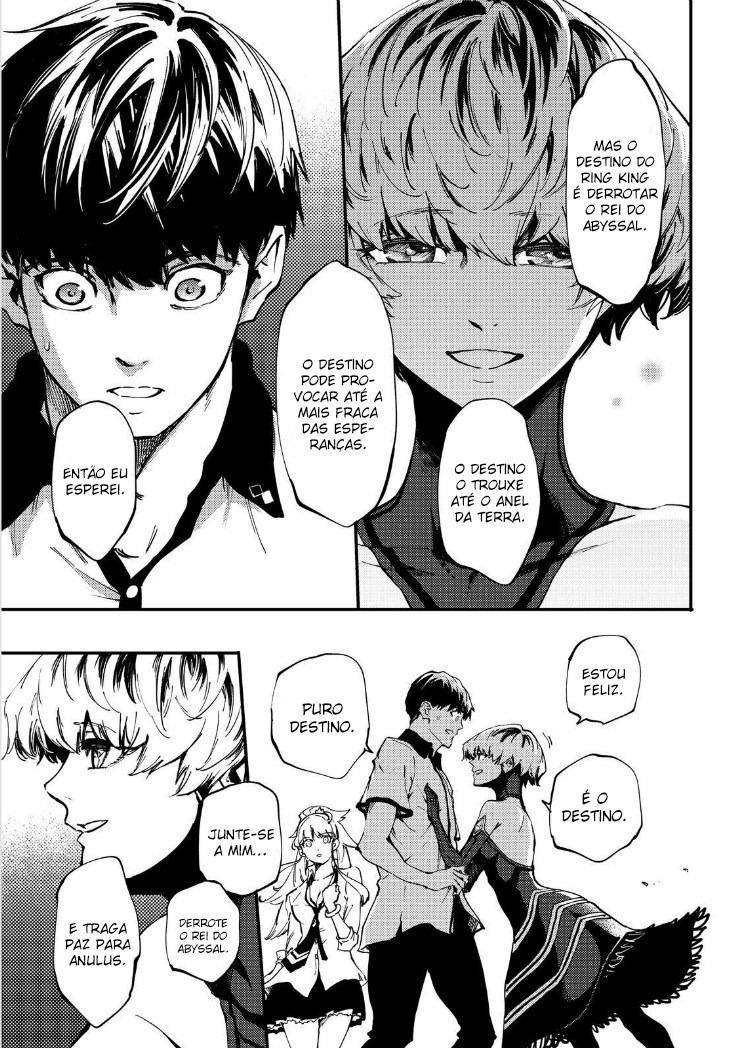 MAS O
DESTINO DO
RING KING
É DERROTAR
O REI DO
ABYSSAL.
O DESTINO
O TROUXE
ATÉ O ANEL
DA TERRA.
O DESTINO
PODE PRO-
VOCAR ATÉ A
MAIS FRACA
DAS ESPE-
RANÇAS.
ENTÃO EU
ESPEREI.
ESTOU
FELIZ.
É O
DESTINO.
PURO
DESTINO.
JUNTE-SE
A MIM...
DERROTE
O REI DO
ABYSSAL.
E TRAGA
PAZ PARA
ANULUS.